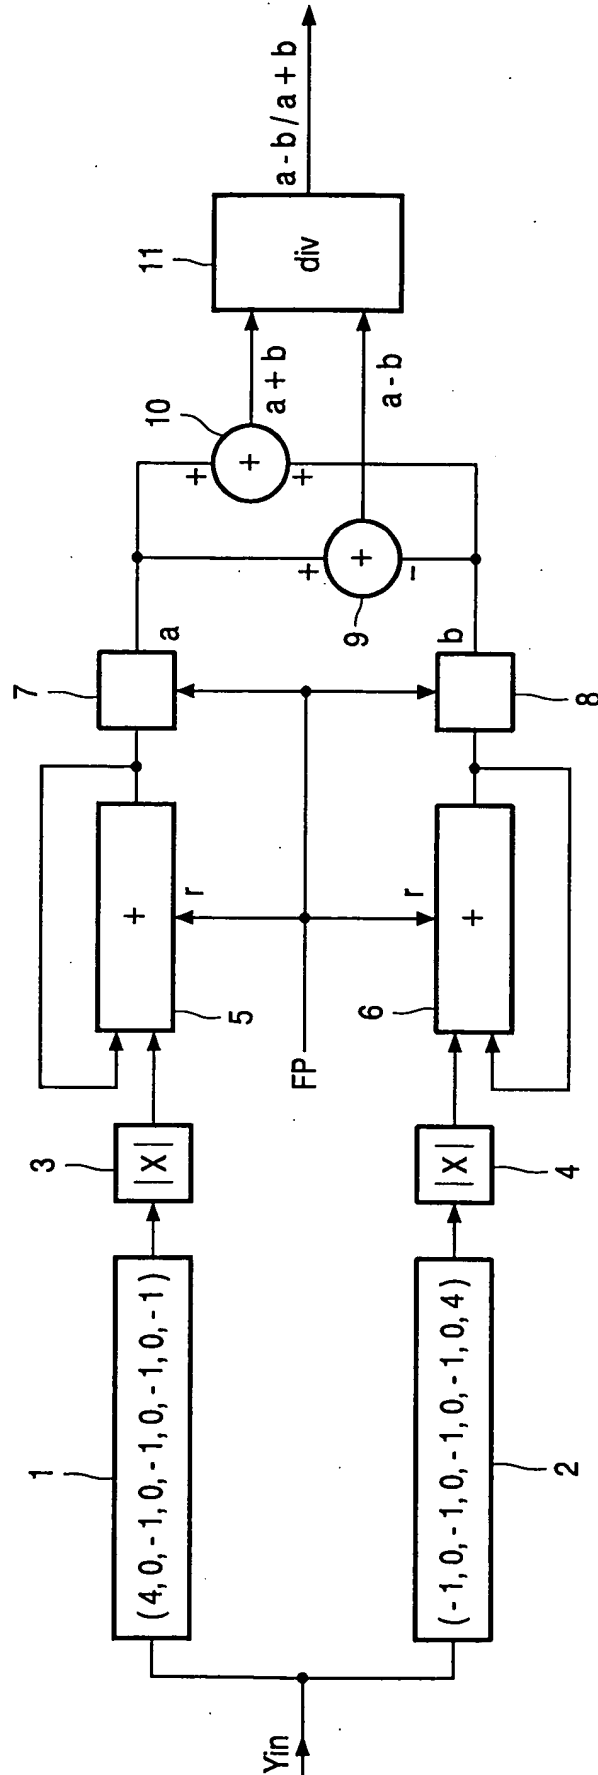 Yin
1
(4,0,-1,0,-1,0,-1,0,-1)
2
(-1,0,-1,0,-1,0,-1,0,4)
3
|X|
4
|X|
FP
5
+
r
6
+
r
7
a
8
b
9
+
+
-
10
+
+
+
a+b
a-b
11
div
a-b/a+b